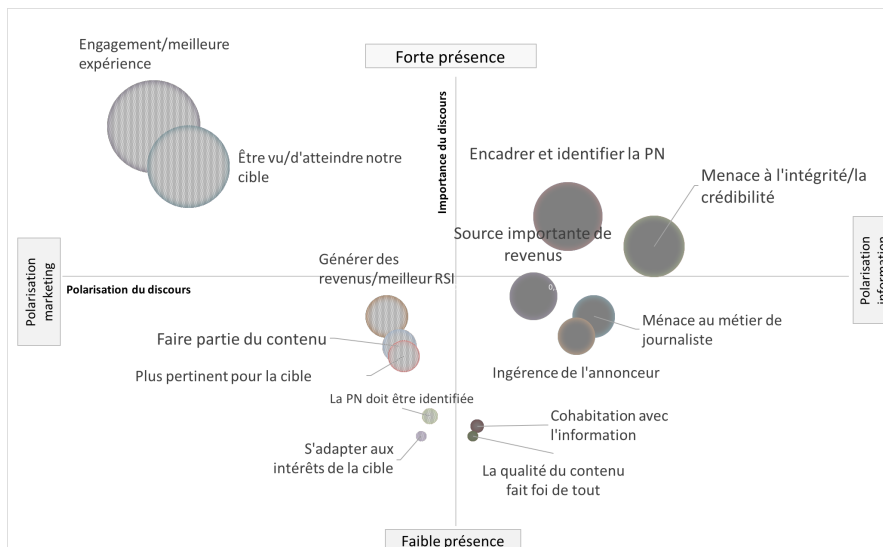 Engagement/meilleure
expérience
Forte présence
Importance du discours
Être vu/d'atteindre notre
cible
Encadrer et identifier la PN
Menace à l'intégrité/la
crédibilité
Source importante de
revenus
Générer des
revenus/meilleur RSI
Polarisation
marketing
Polarisation du discours
Polarisation
0,
Faire partie du contenu
Ménace au métier de
journaliste
Plus pertinent pour la cible
Ingérence de l'annonceur
La PN doit être identifiée
Cohabitation avec
l'information
S'adapter aux
intérêts de la cible
La qualité du contenu
fait foi de tout
Faible présence